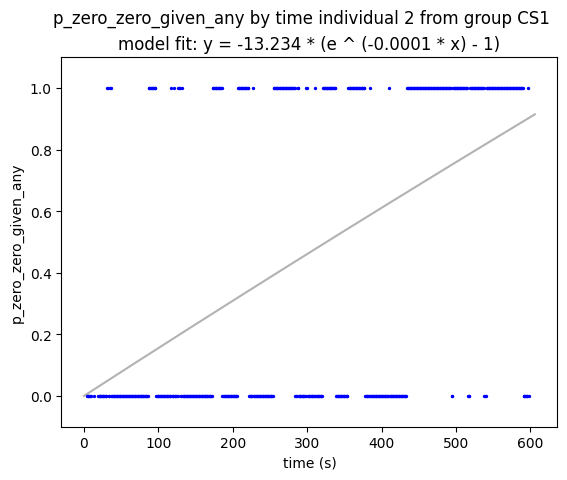 p_zero_zero_given_any by time individual 2 from group CS1
model fit: y = -13.234 * (e ^ (-0.0001 * x) - 1)
1.0
0.8
0.6
0.4
0.2
0.0
p_zero_zero_given_any
0 100 200 300 400 500 600
time (s)